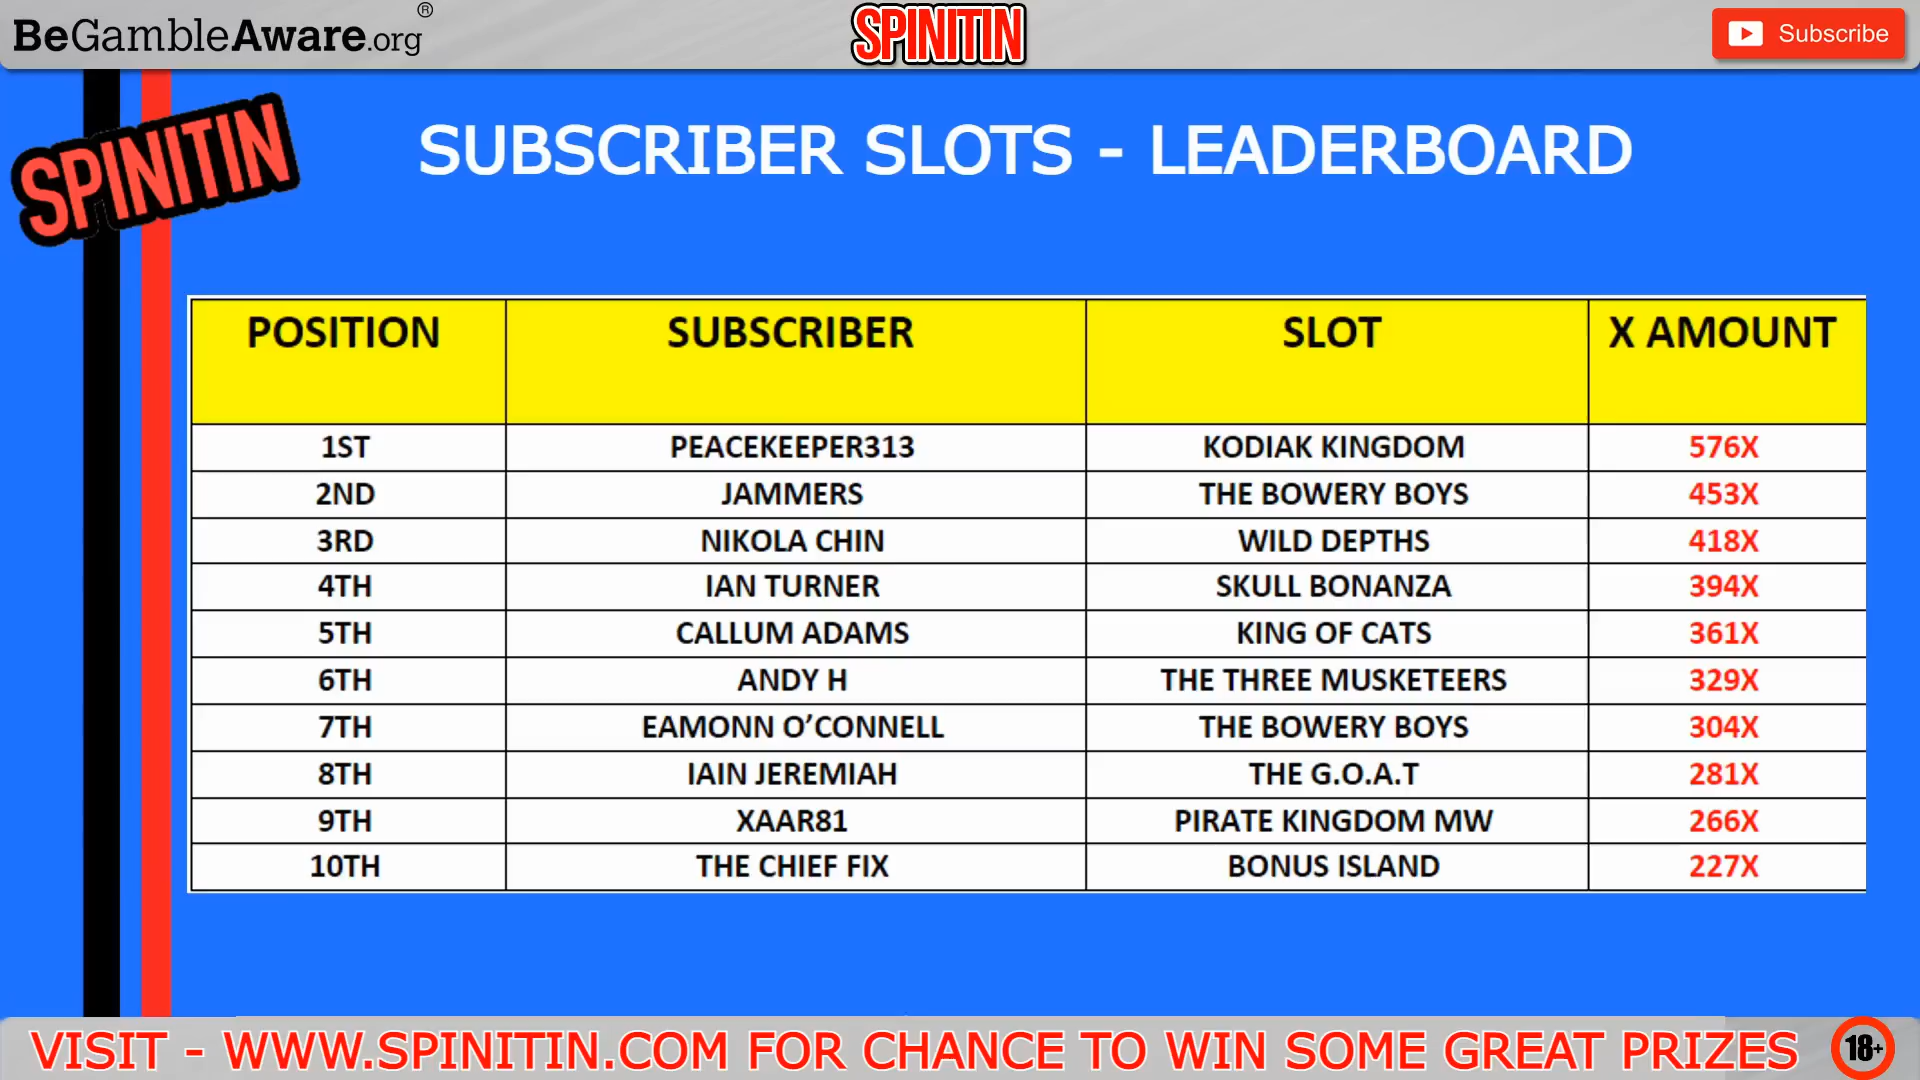 BeGambleAware.org®
SPINITIN
Subscribe
SPINITIN
SUBSCRIBER SLOTS - LEADERBOARD
POSITION SUBSCRIBER SLOT X AMOUNT
1ST PEACEKEEPER313 KODIAK KINGDOM 576X
2ND JAMMERS THE BOWERY BOYS 453X
3RD NIKOLA CHIN WILD DEPTHS 418X
4TH IAN TURNER SKULL BONANZA 394X
5TH CALLUM ADAMS KING OF CATS 361X
6TH ANDY H THE THREE MUSKETEERS 329X
7TH EAMONN O’CONNELL THE BOWERY BOYS 304X
8TH IAIN JEREMIAH THE G.O.A.T 281X
9TH XAAR81 PIRATE KINGDOM MW 266X
10TH THE CHIEF FIX BONUS ISLAND 227X
VISIT - WWW.SPINITIN.COM FOR CHANCE TO WIN SOME GREAT PRIZES
18+